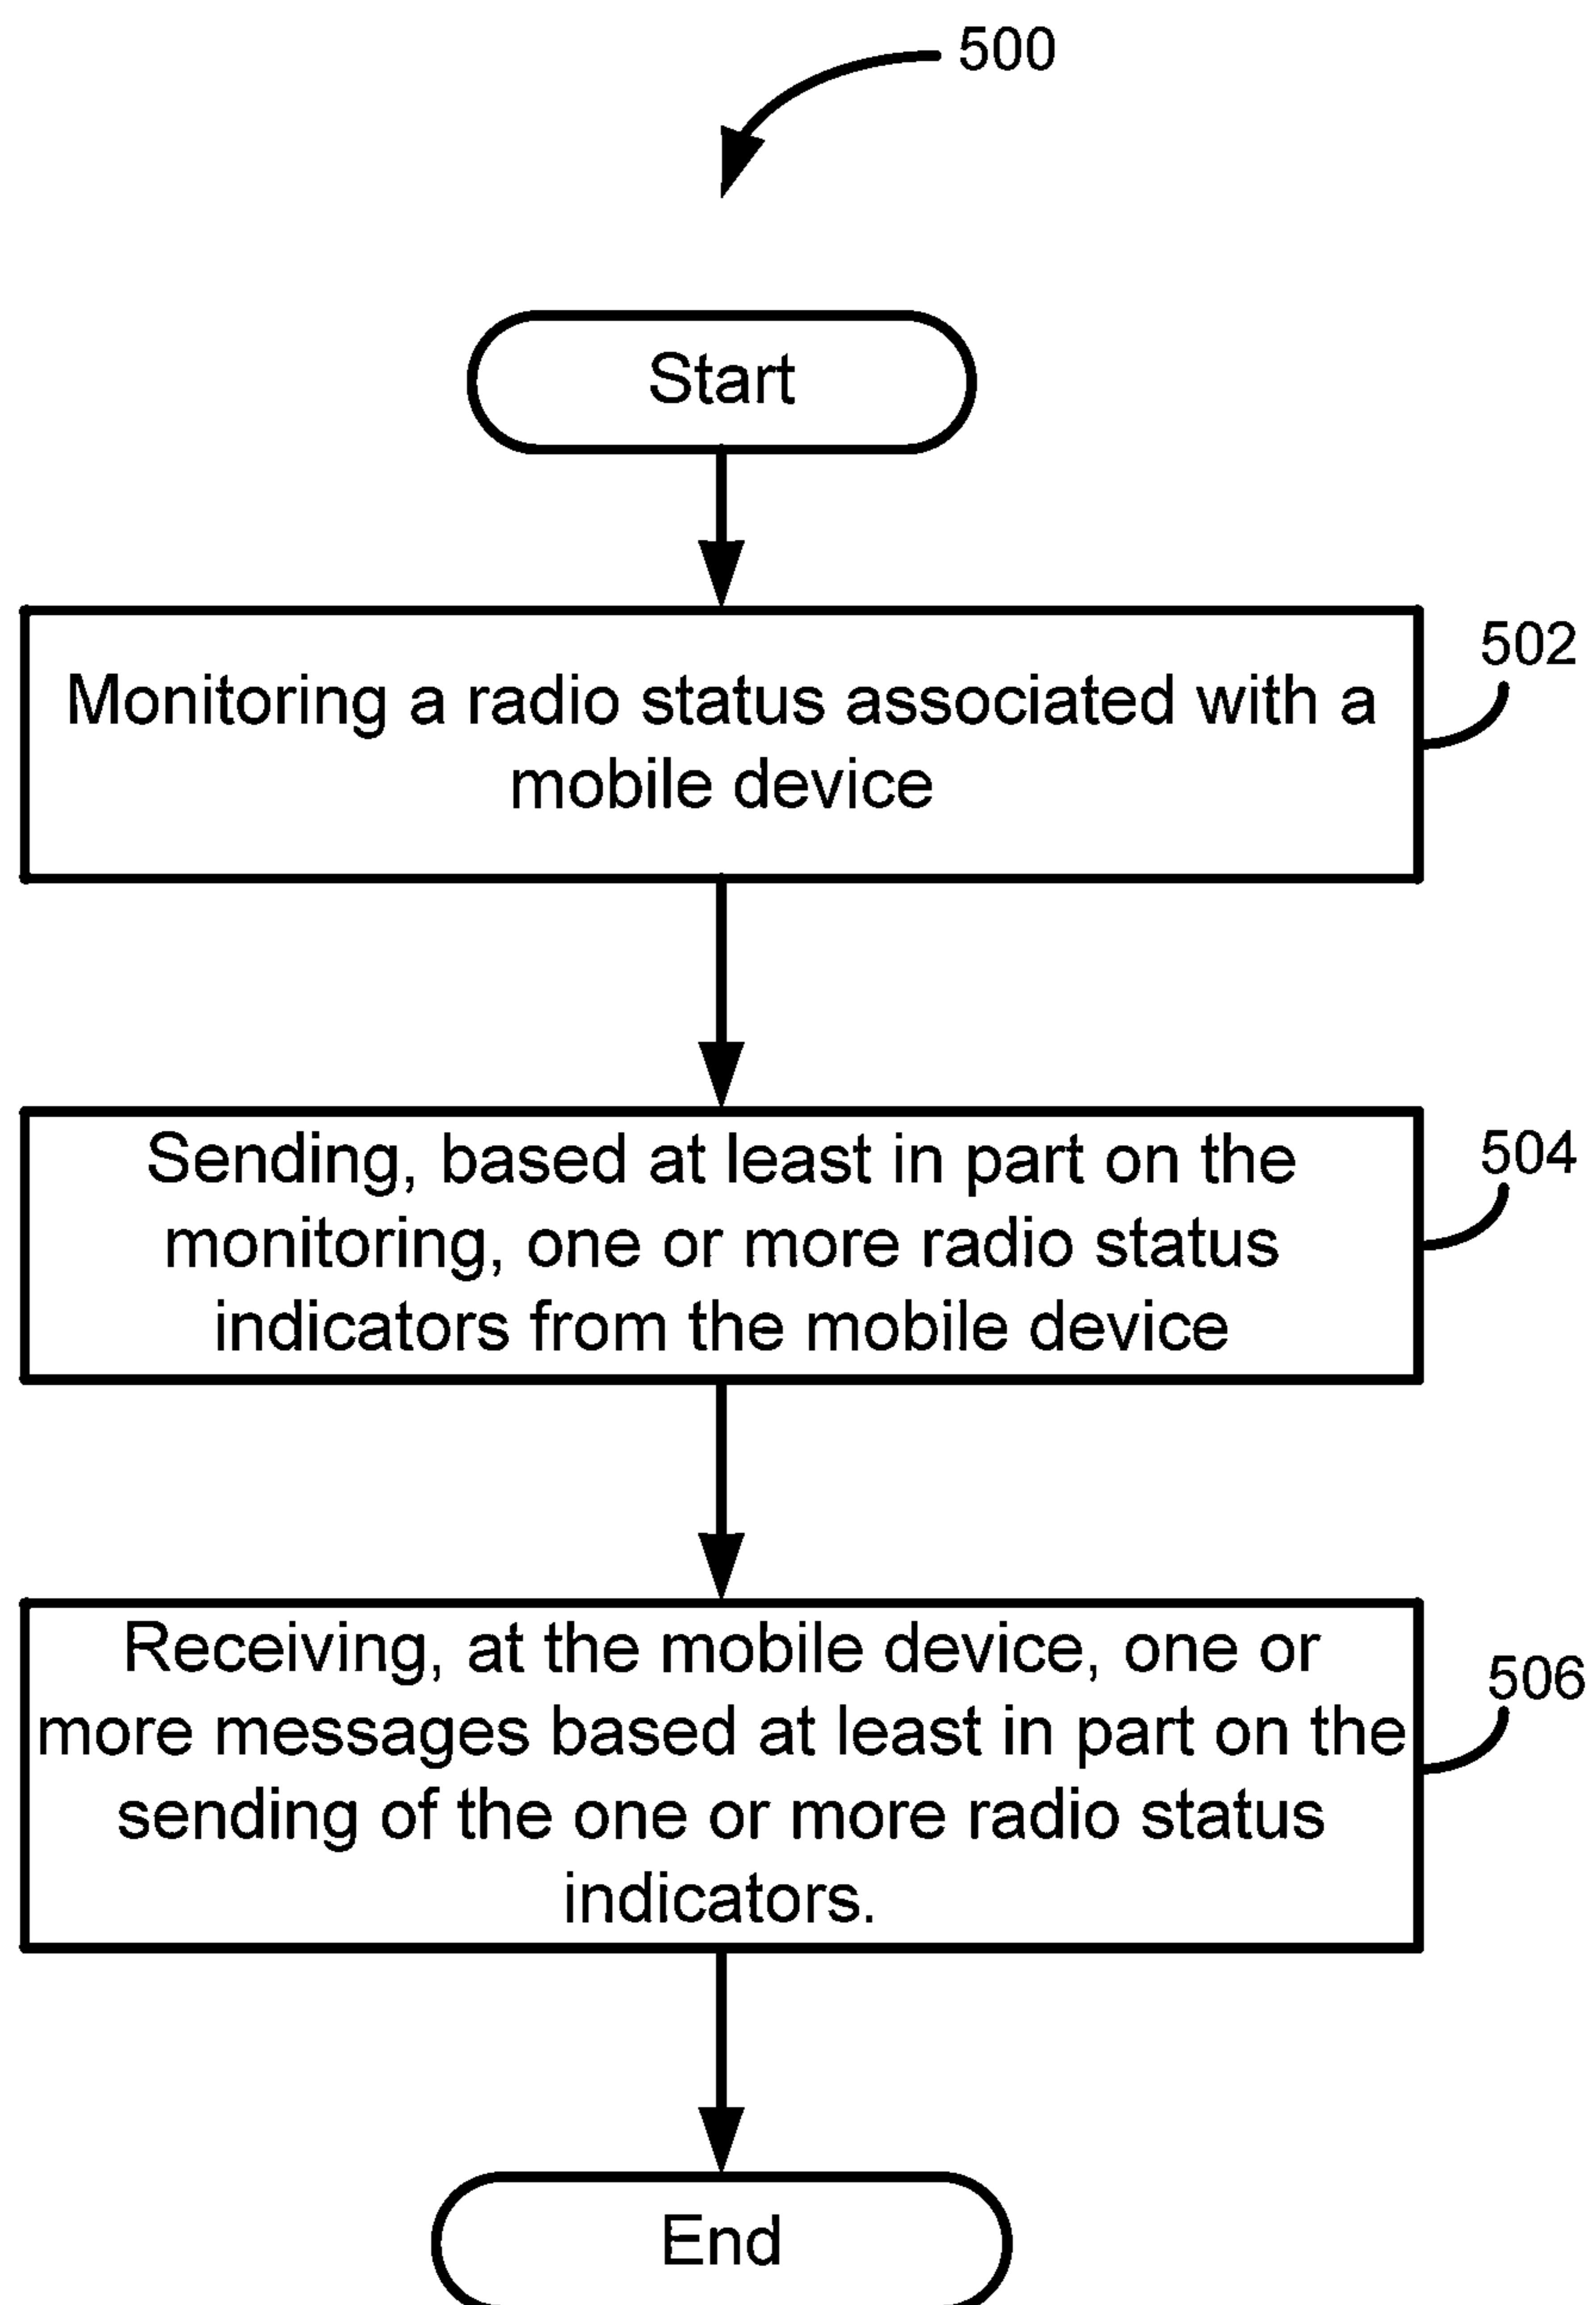 500
Start
502
Monitoring a radio status associated with a
mobile device
504
Sending, based at least in part on the
monitoring, one or more radio status
indicators from the mobile device
506
Receiving, at the mobile device, one or
more messages based at least in part on the
sending of the one or more radio status
indicators.
End